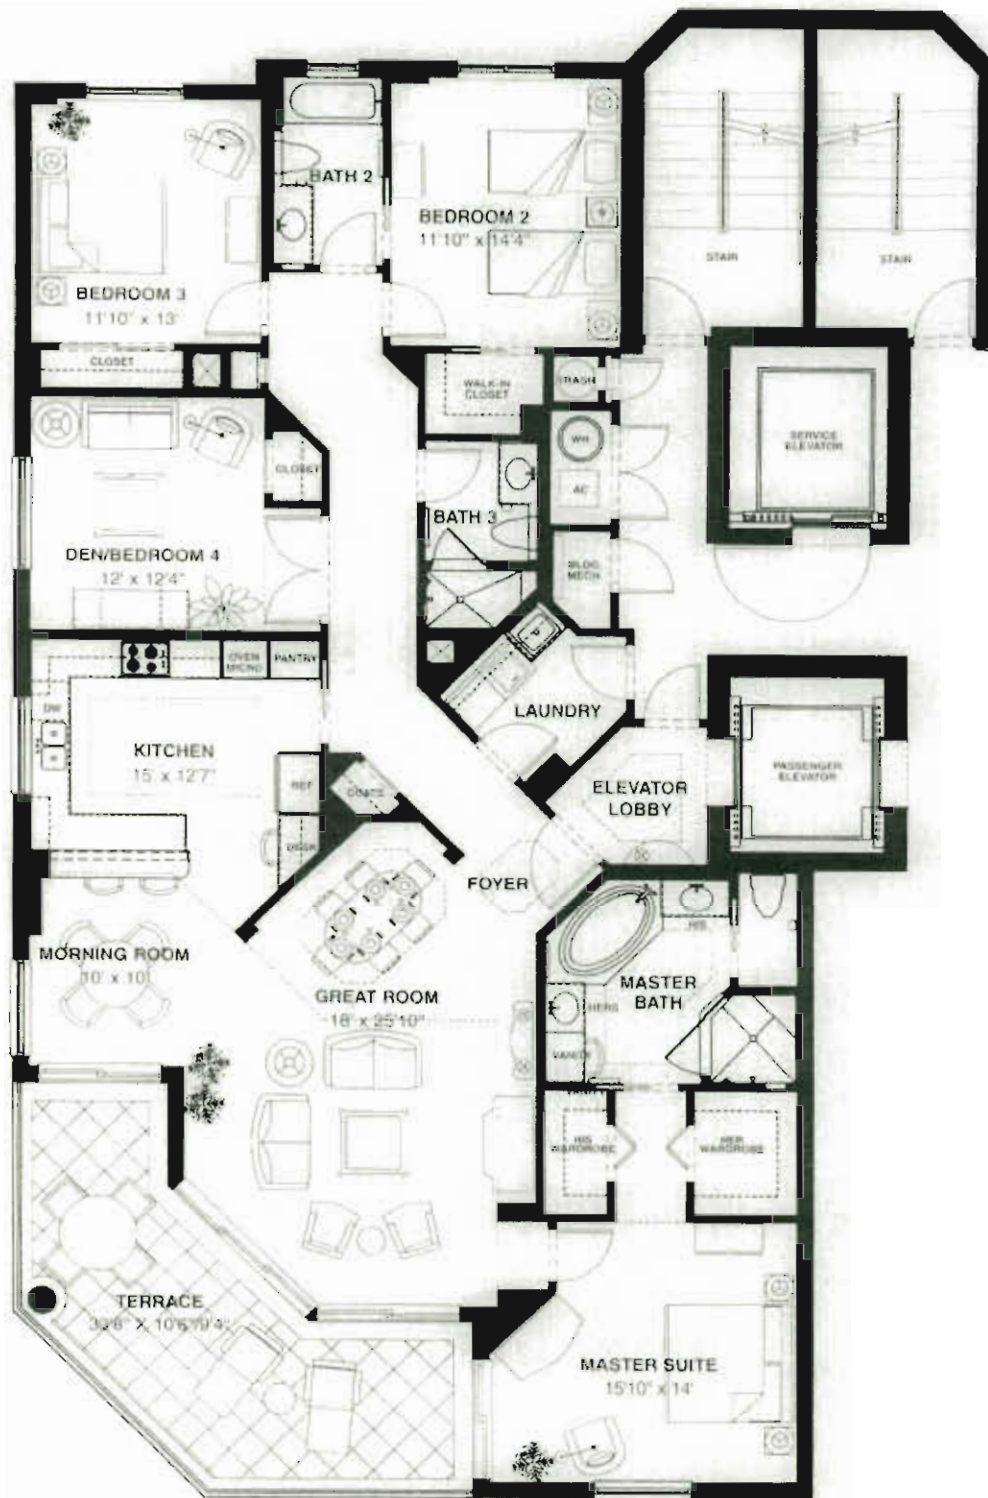 BATH 2
BEDROOM 2
11'10" x 14'4"
STAIR
STAIR
BEDROOM 3
11'10" x 13'
CLOSET
WALK-IN
CLOSET
TRASH
SERVICE
ELEVATOR
WH
AC
CLOSET
BATH 3
DEN/BEDROOM 4
12' x 12'4"
BLDG
MECH
OVEN
MICRO
PANTRY
DW
LAUNDRY
KITCHEN
15' x 12'7"
REF
COATS
DESK
ELEVATOR
LOBBY
PASSENGER
ELEVATOR
FOYER
HIS
MORNING ROOM
10' x 10'
MASTER
BATH
GREAT ROOM
18' x 25'10"
HERS
VANITY
HIS
WARDROBE
HER
WARDROBE
TERRACE
MASTER SUITE
15'10" x 14'